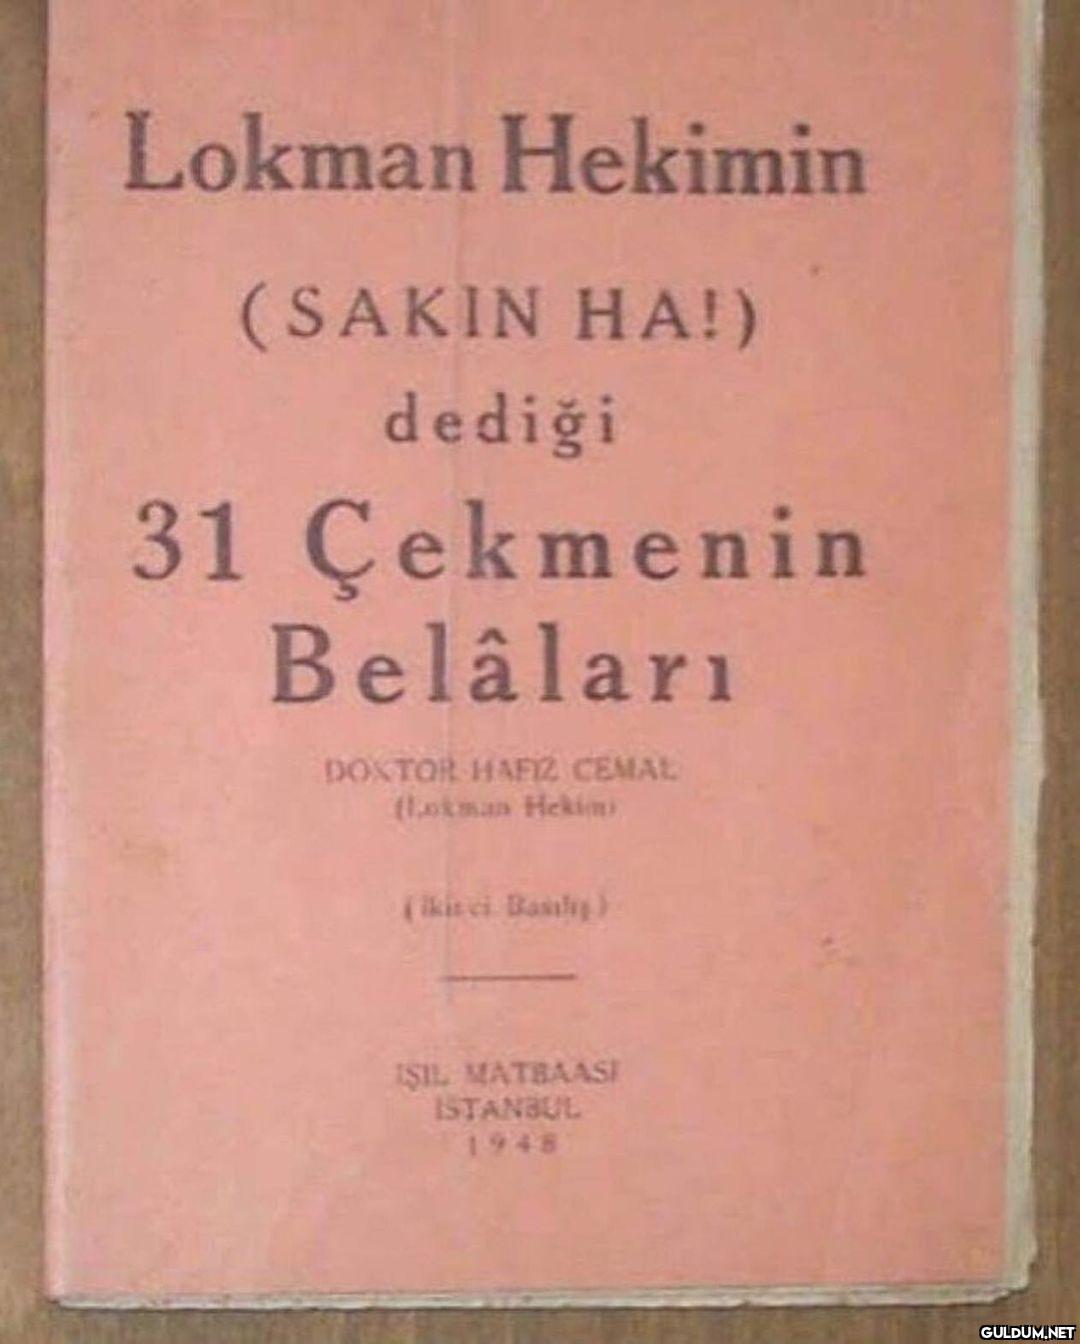 Lokman Hekimin
(SAKIN HA!)
dediği
31 Çekmenin
Belâları
DOKTOR HAFIZ CEMAL
(Lokman Hekim)
(İkinci Basılış)
IŞIL MATBAASI
İSTANBUL
1948
GULDUM.NET